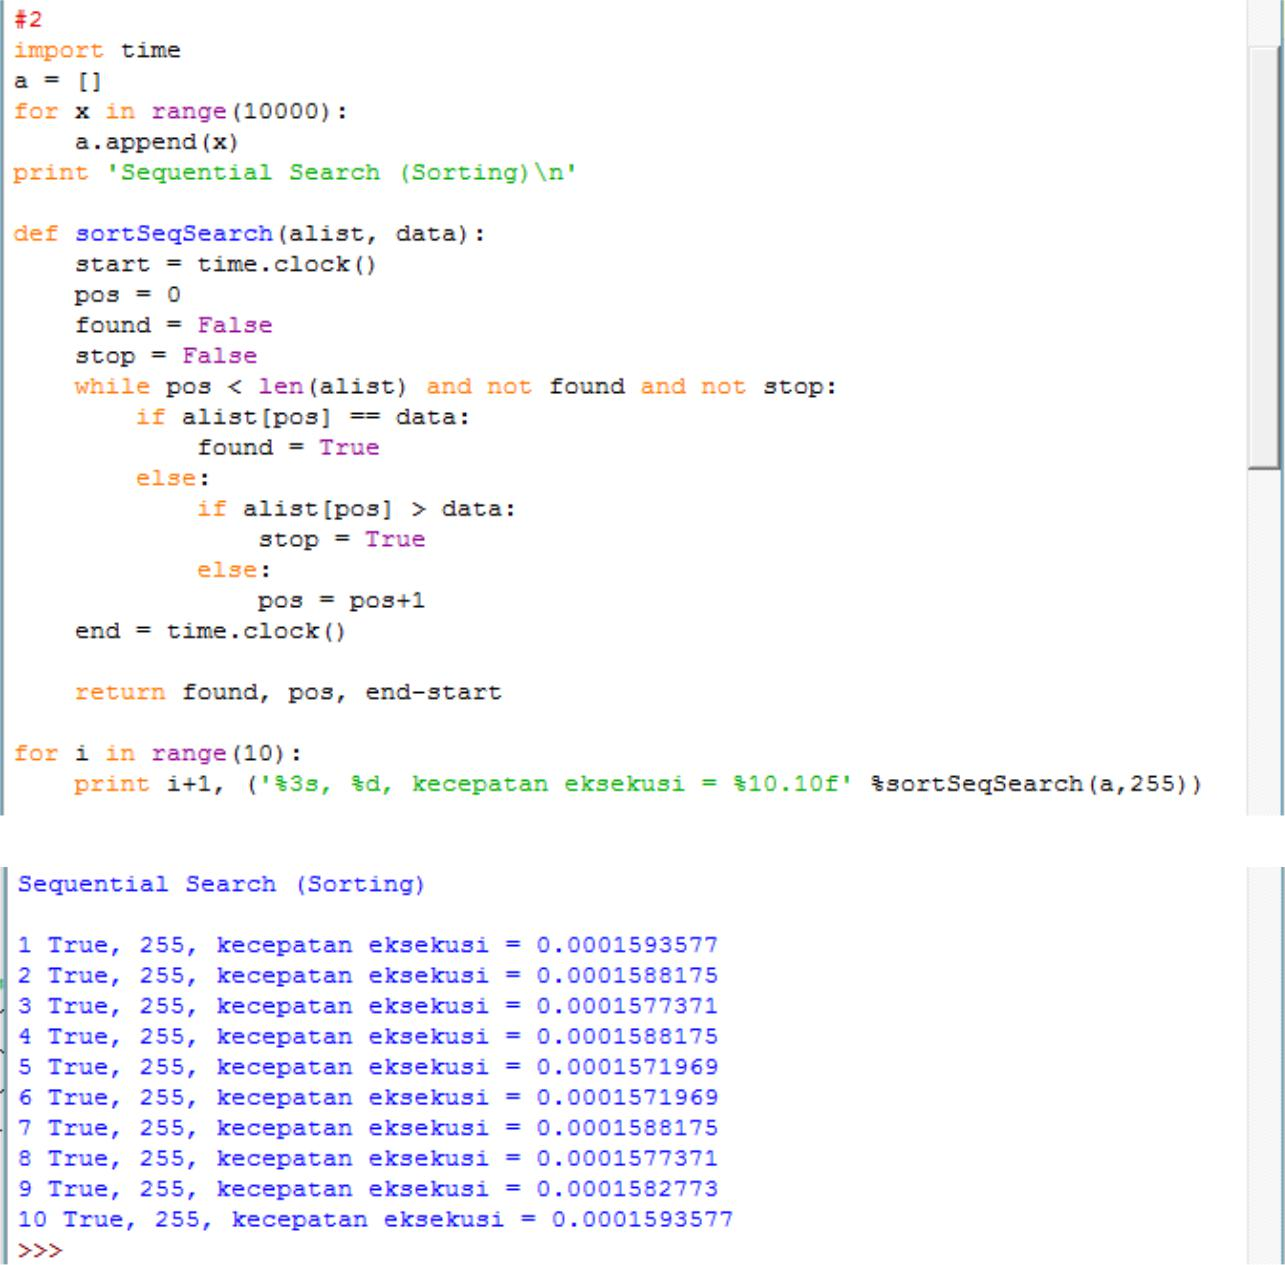 #2
import time
a = []
for x in range(10000):
    a.append(x)
print 'Sequential Search (Sorting)\n'

def sortSeqSearch(alist, data):
    start = time.clock()
    pos = 0
    found = False
    stop = False
    while pos < len(alist) and not found and not stop:
        if alist[pos] == data:
            found = True
        else:
            if alist[pos] > data:
                stop = True
            else:
                pos = pos+1
    end = time.clock()

    return found, pos, end-start

for i in range(10):
    print i+1, ('%3s, %d, kecepatan eksekusi = %10.10f' %sortSeqSearch(a,255))

Sequential Search (Sorting)

1 True, 255, kecepatan eksekusi = 0.0001593577
2 True, 255, kecepatan eksekusi = 0.0001588175
3 True, 255, kecepatan eksekusi = 0.0001577371
4 True, 255, kecepatan eksekusi = 0.0001588175
5 True, 255, kecepatan eksekusi = 0.0001571969
6 True, 255, kecepatan eksekusi = 0.0001571969
7 True, 255, kecepatan eksekusi = 0.0001588175
8 True, 255, kecepatan eksekusi = 0.0001577371
9 True, 255, kecepatan eksekusi = 0.0001582773
10 True, 255, kecepatan eksekusi = 0.0001593577
>>>